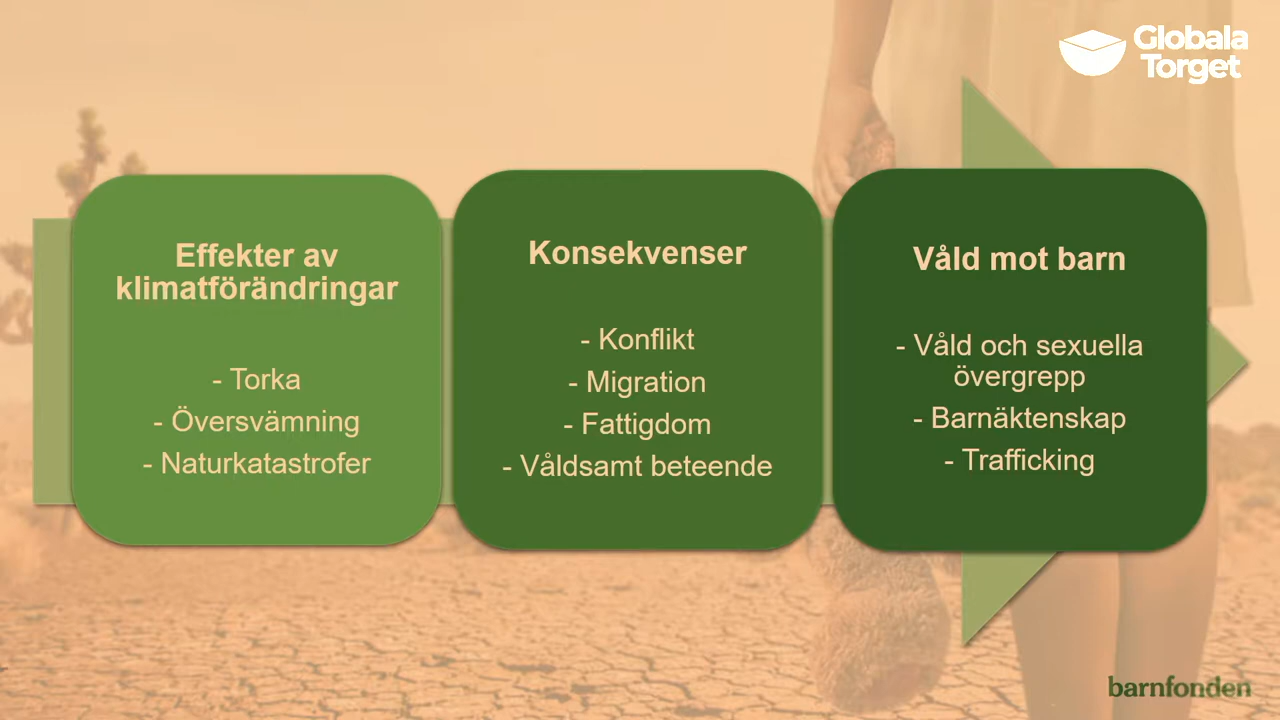 Globala
Torget
Effekter av
klimatförändringar
- Torka
- Översvämning
- Naturkatastrofer
Konsekvenser
- Konflikt
- Migration
- Fattigdom
- Våldsamt beteende
Våld mot barn
- Våld och sexuella
övergrepp
- Barnäktenskap
- Trafficking
barnfonden